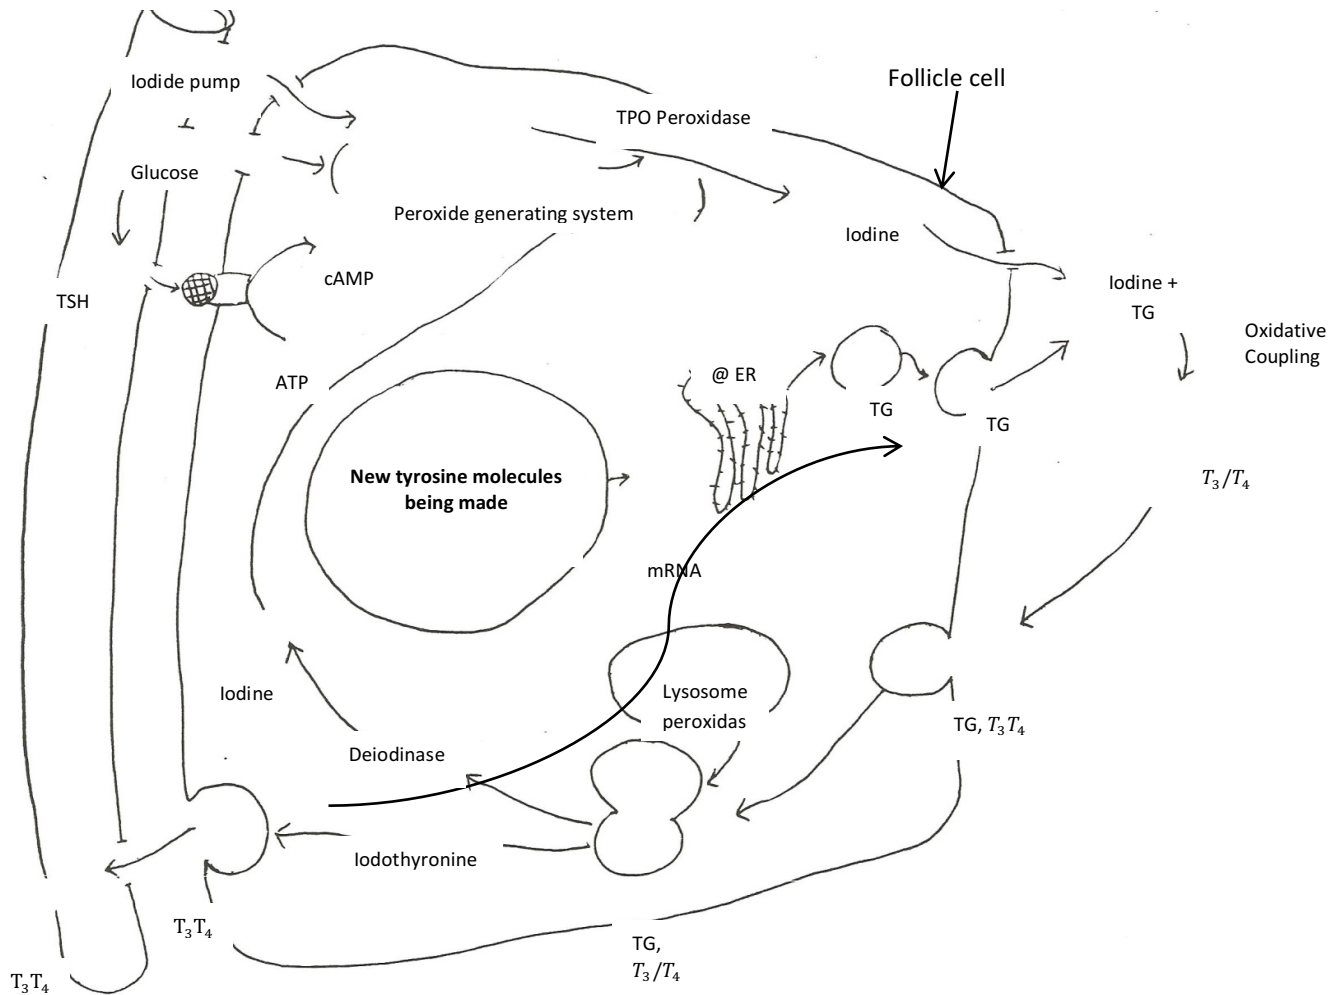 Follicle cell
Iodide pump
TPO Peroxidase
Glucose
Peroxide generating system
Iodine
cAMP
TSH
Iodine +
TG
Oxidative
Coupling
ATP
@ ER
TG
TG
New tyrosine molecules
being made
T₃/T₄
mRNA
Iodine
Lysosome
peroxidas
TG, T₃T₄
Deiodinase
Iodothyronine
T₃T₄
TG,
T₃/T₄
T₃T₄